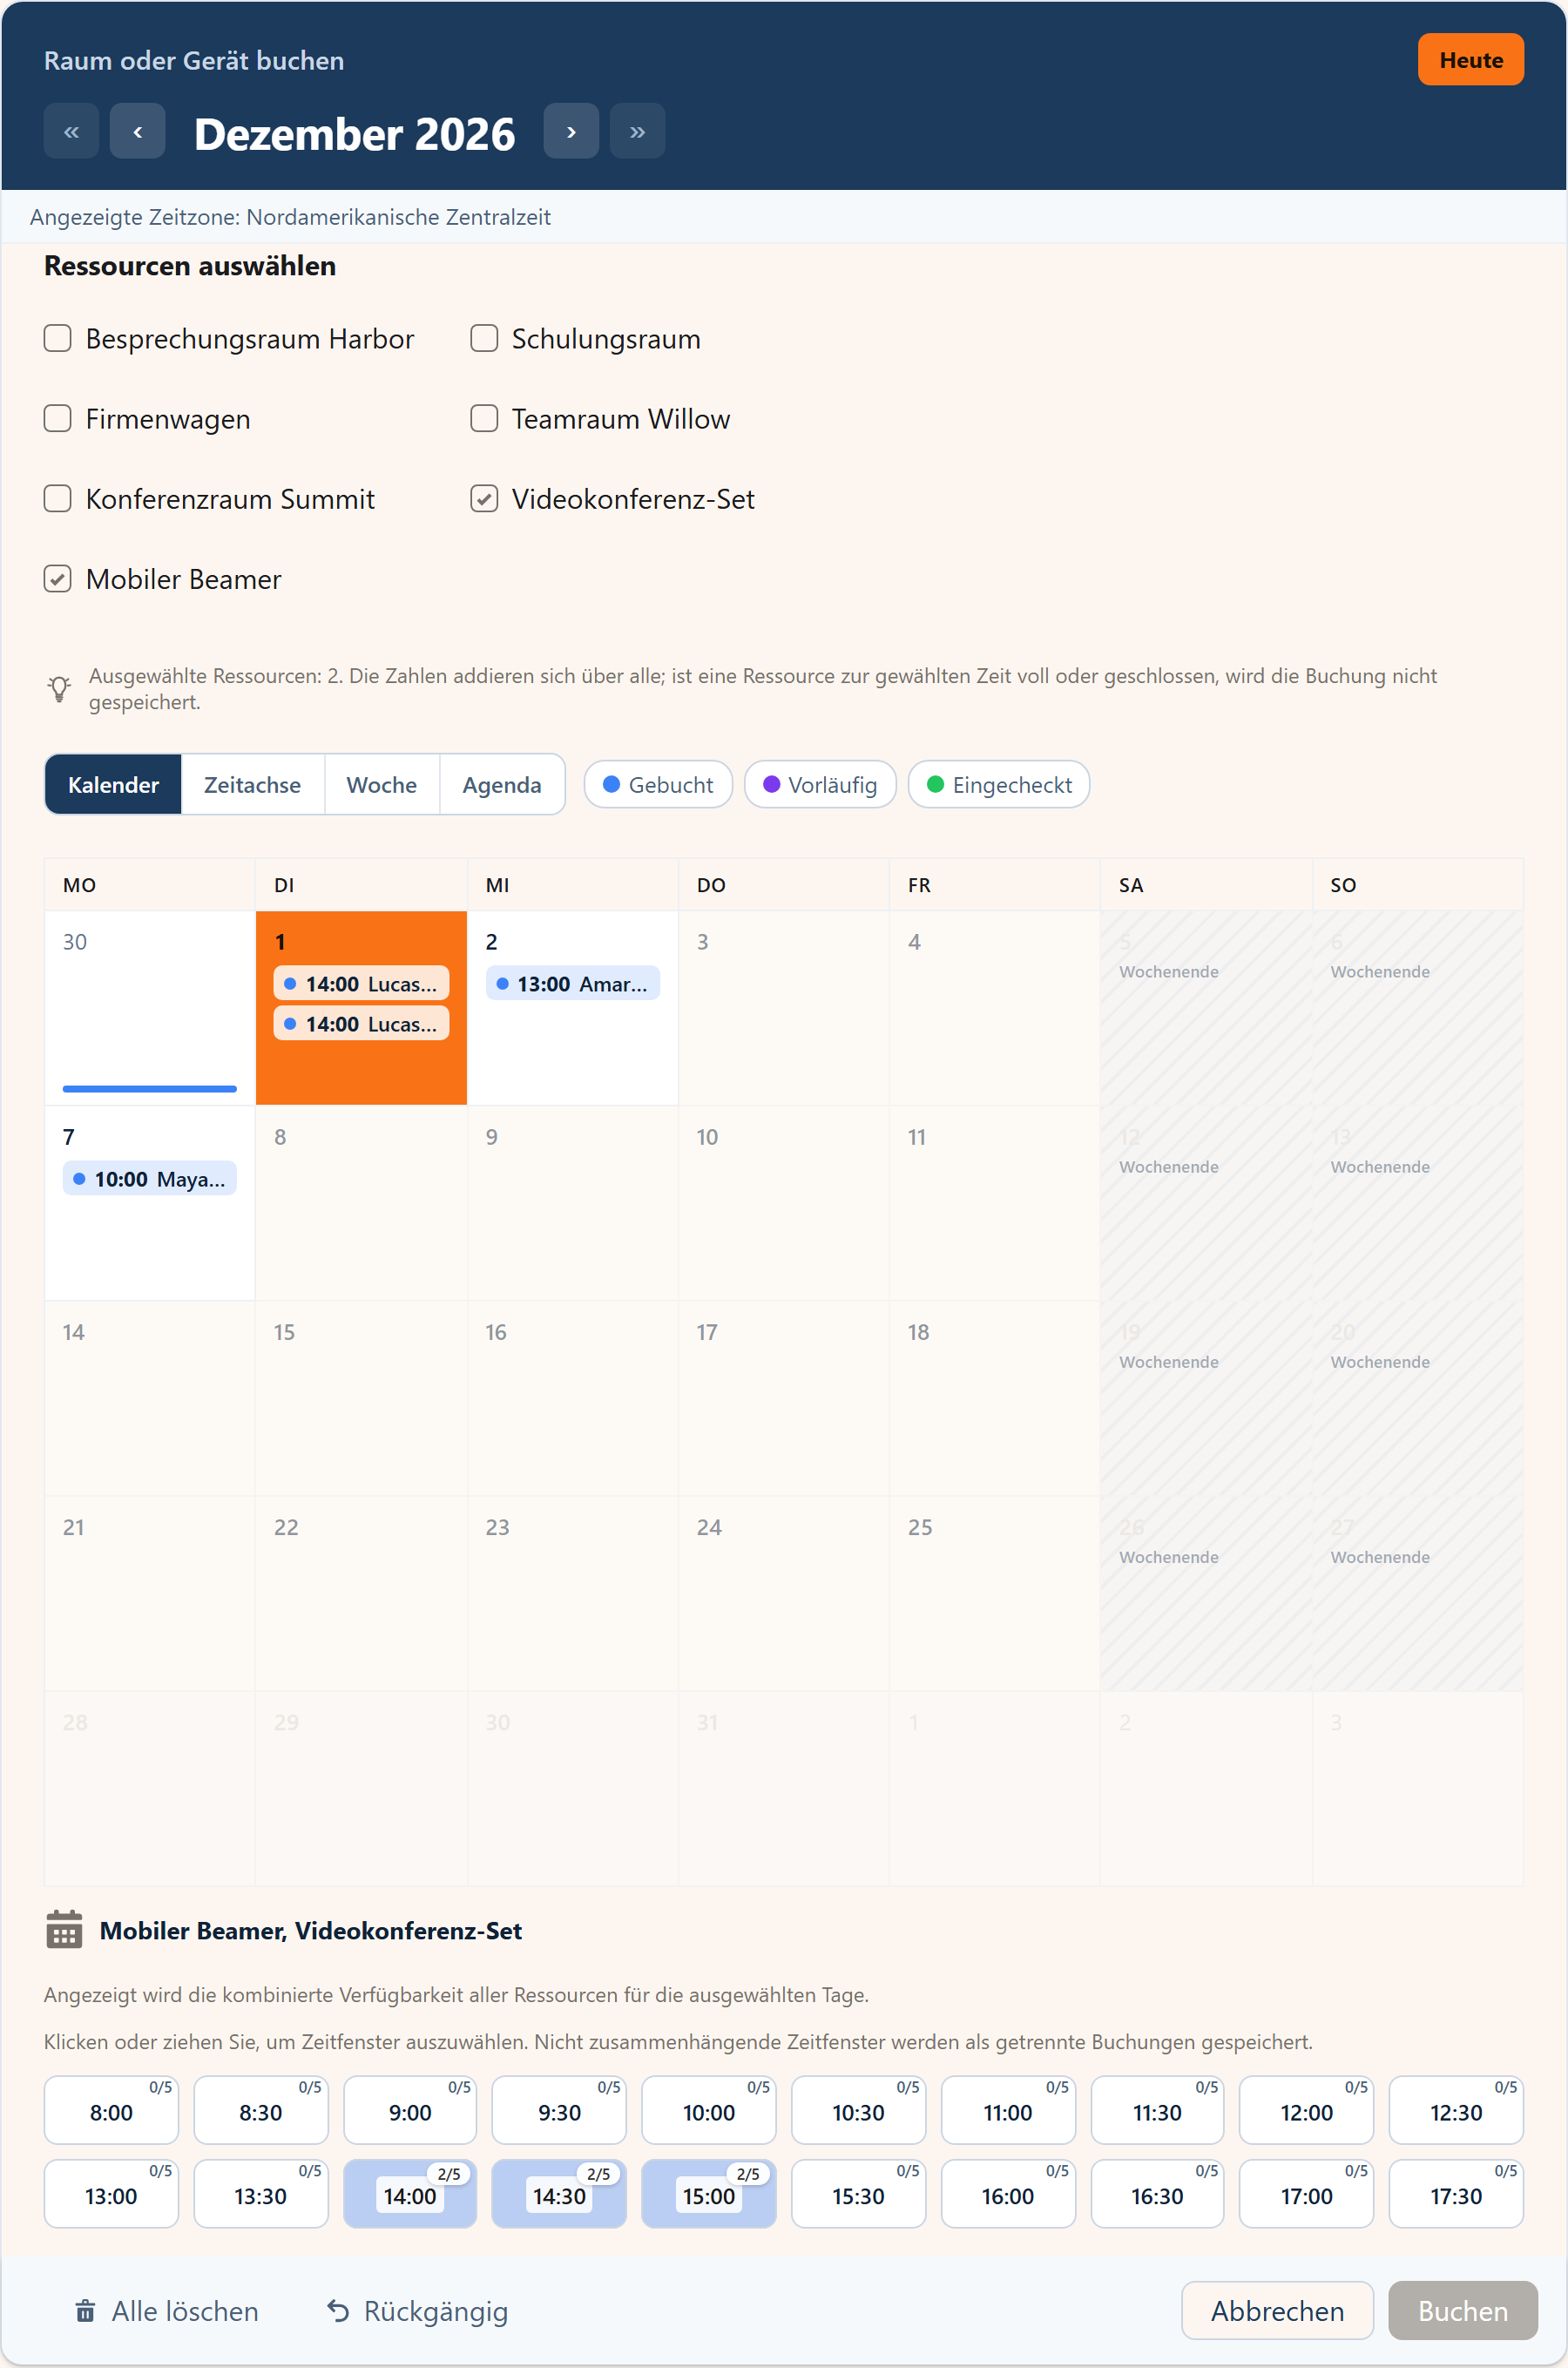 Raum oder Gerät buchen
Heute
« ‹ Dezember 2026 › »
Angezeigte Zeitzone: Nordamerikanische Zentralzeit
Ressourcen auswählen
Besprechungsraum Harbor
Schulungsraum
Firmenwagen
Teamraum Willow
Konferenzraum Summit
Videokonferenz-Set
Mobiler Beamer
Ausgewählte Ressourcen: 2. Die Zahlen addieren sich über alle; ist eine Ressource zur gewählten Zeit voll oder geschlossen, wird die Buchung nicht
gespeichert.
Kalender Zeitachse Woche Agenda Gebucht Vorläufig Eingecheckt
MO DI MI DO FR SA SO
30 1 2 3 4 5 6
14:00 Lucas...
14:00 Lucas...
13:00 Amar...
Wochenende Wochenende
7 8 9 10 11 12 13
10:00 Maya...
Wochenende Wochenende
14 15 16 17 18 19 20
Wochenende Wochenende
21 22 23 24 25 26 27
Wochenende Wochenende
28 29 30 31 1 2 3
Mobiler Beamer, Videokonferenz-Set
Angezeigt wird die kombinierte Verfügbarkeit aller Ressourcen für die ausgewählten Tage.
Klicken oder ziehen Sie, um Zeitfenster auszuwählen. Nicht zusammenhängende Zeitfenster werden als getrennte Buchungen gespeichert.
0/5 0/5 0/5 0/5 0/5 0/5 0/5 0/5 0/5 0/5
8:00 8:30 9:00 9:30 10:00 10:30 11:00 11:30 12:00 12:30
0/5 0/5 2/5 2/5 2/5 0/5 0/5 0/5 0/5 0/5
13:00 13:30 14:00 14:30 15:00 15:30 16:00 16:30 17:00 17:30
Alle löschen Rückgängig Abbrechen Buchen